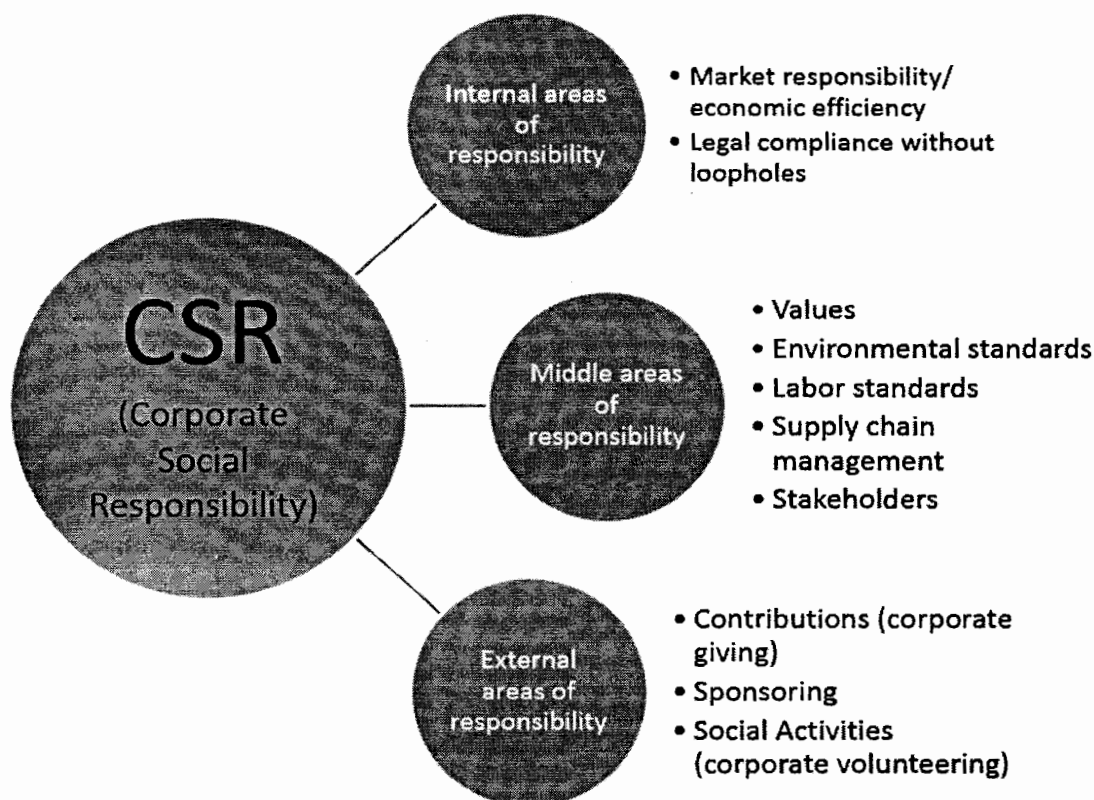 CSR
(Corporate
Social
Responsibility)
Internal areas
of
responsibility
• Market responsibility/
economic efficiency
• Legal compliance without
loopholes
Middle areas
of
responsibility
• Values
• Environmental standards
• Labor standards
• Supply chain
management
• Stakeholders
External
areas of
responsibility
• Contributions (corporate
giving)
• Sponsoring
• Social Activities
(corporate volunteering)